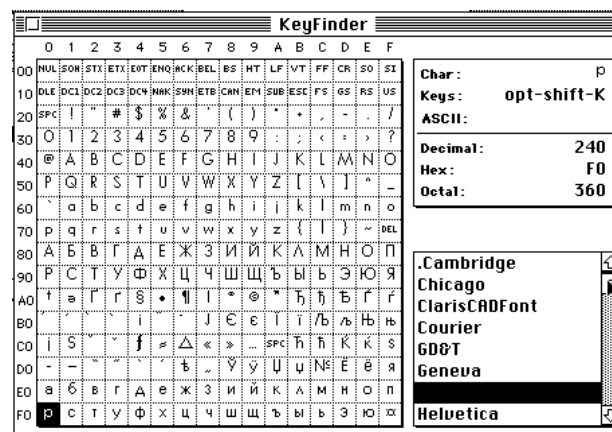 KeyFinder
0 1 2 3 4 5 6 7 8 9 A B C D E F
00 NUL SOH STX ETX EOT ENQ ACK BEL BS HT LF VT FF CR SO SI
10 DLE DC1 DC2 DC3 DC4 NAK SYN ETB CAN EM SUB ESC FS GS RS US
20 SPC ! " # $ % & ' ( ) * + , - . /
30 0 1 2 3 4 5 6 7 8 9 : ; < = > ?
40 @ A B C D E F G H I J K L M N O
50 P Q R S T U V W X Y Z [ \ ] ^ _
60 ` a b c d e f g h i j k l m n o
70 p q r s t u v w x y z { | } ~ DEL
80 А Б В Г Д Е Ж З И Й К Л М Н О П
90 Р С Т У Ф Х Ц Ч Ш Щ Ъ Ы Ь Э Ю Я
A0 † Г ґ § • ¶ ® © Ђ ђ Ѓ ѓ
B0 і Ј Є є Ї ї Љ љ Њ њ
C0 ј Ѕ ƒ « » … SPC Ћ ћ Ќ ќ ѕ
D0 – — Ў ў Џ џ № Ё ё я
E0 а б в г д е ж з и й к л м н о п
F0 р с т у ф х ц ч ш щ ъ ы ь э ю ¤
Char: р
Keys: opt-shift-K
ASCII:
Decimal: 240
Hex: F0
Octal: 360
.Cambridge
Chicago
ClarisCADFont
Courier
GD&T
Geneva
Helvetica